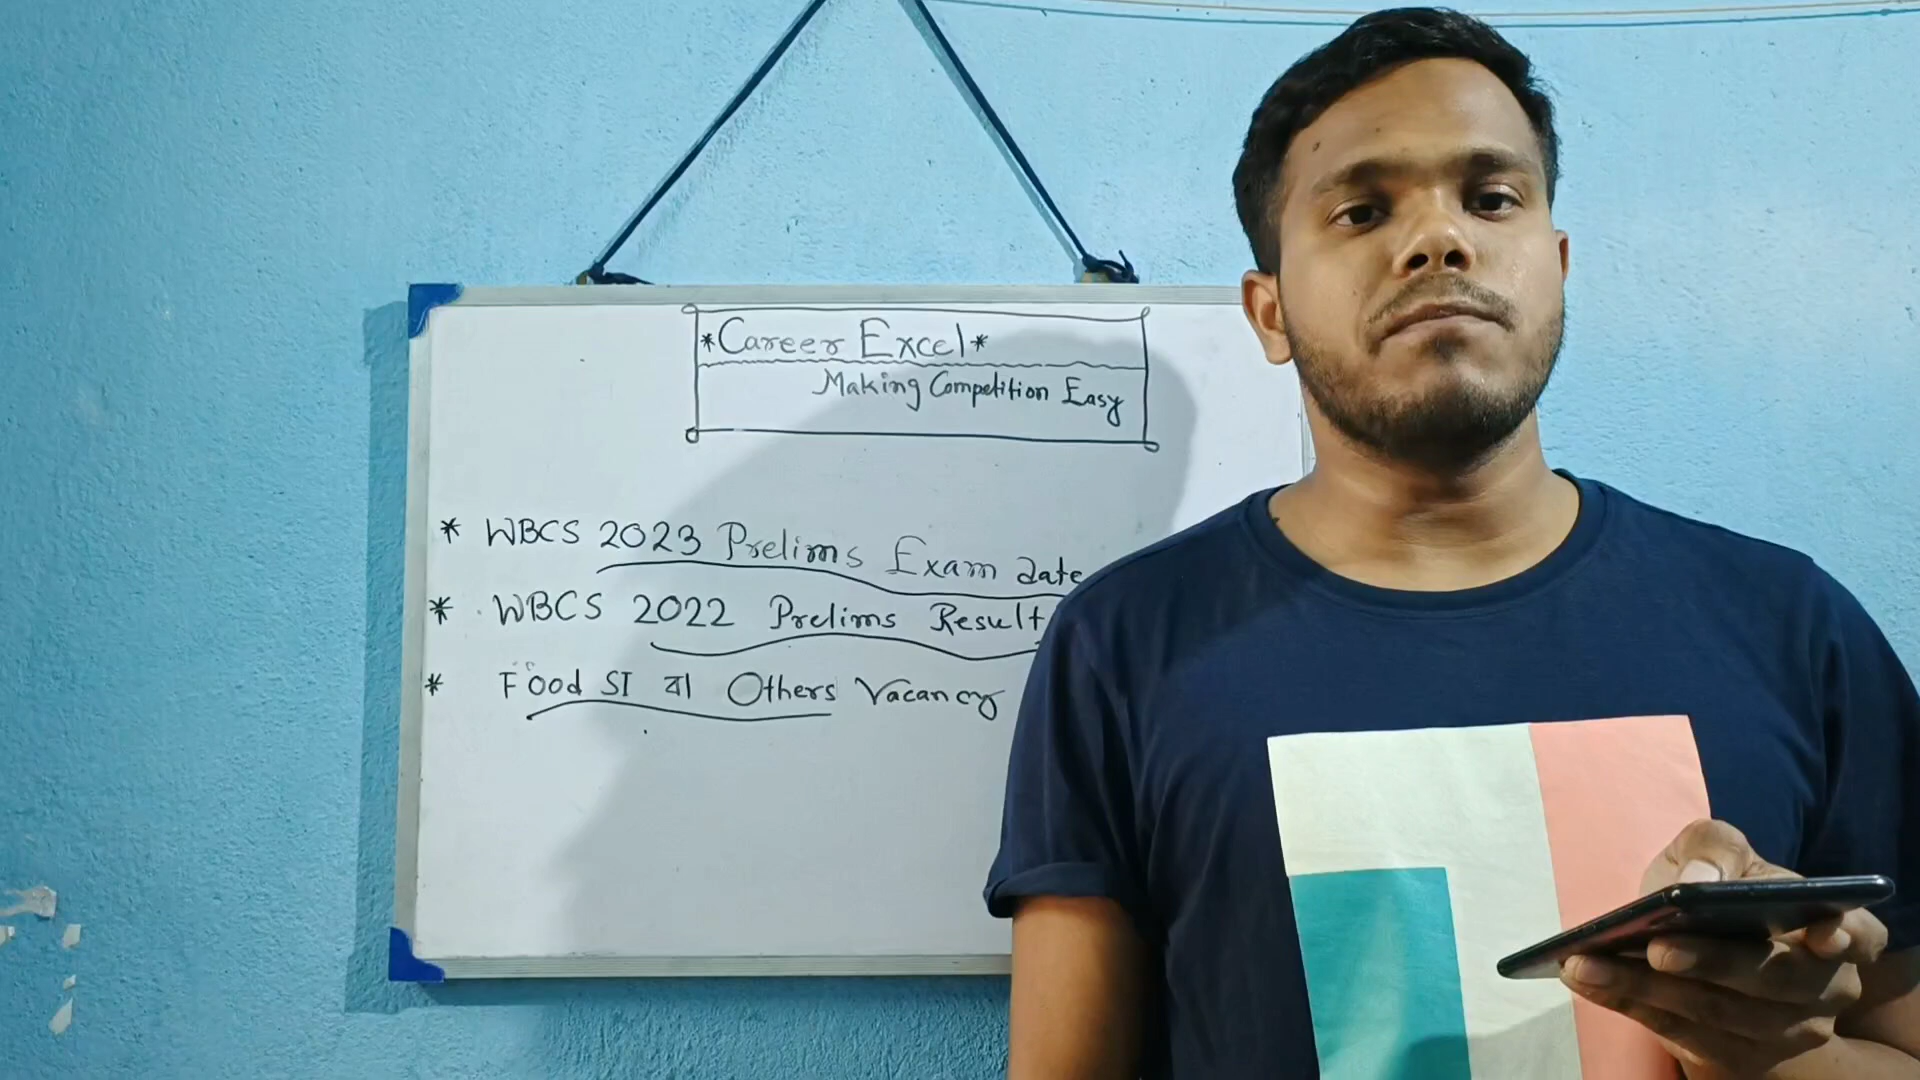 *Career Excel*
Making Competition Easy
* WBCS 2023 Prelims Exam date
* WBCS 2022 Prelims Result
* Food SI বা Others Vacancy